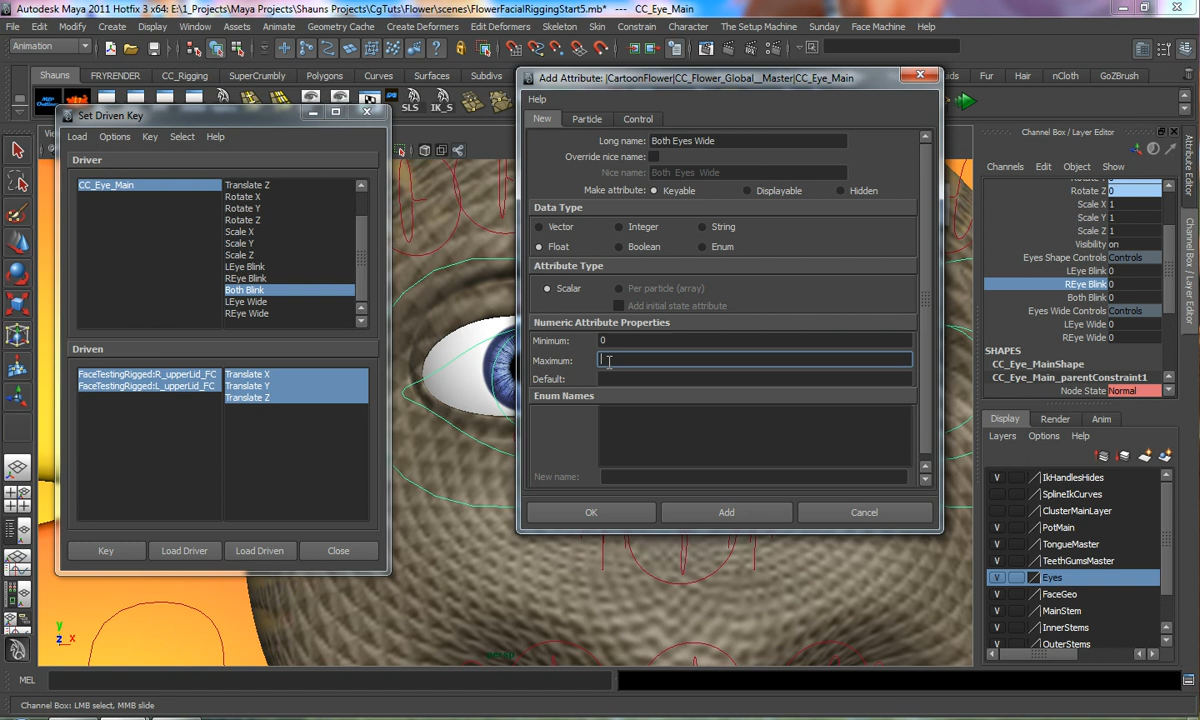 Autodesk Maya 2011 Hotfix 3 x64: E:\1_Projects\Maya Projects\Shauns Projects\CgTuts\Flower\scenes\FlowerFacialRiggingStart5.mb* --- CC_Eye_Main
File Edit Modify Create Display Window Assets Animate Geometry Cache Create Deformers Edit Deformers Skeleton Skin Constrain Character The Setup Machine Sunday Face Machine Help
Animation
Shauns FRYRENDER CC_Rigging SuperCrumbly Polygons Curves Surfaces Subdivs Fur Hair nCloth GoZBrush
SLS IK_S
Set Driven Key
Load Options Key Select Help
Driver
CC_Eye_Main
Translate Z
Rotate X
Rotate Y
Rotate Z
Scale X
Scale Y
Scale Z
LEye Blink
REye Blink
Both Blink
LEye Wide
REye Wide
Driven
FaceTestingRigged:R_upperLid_FC
FaceTestingRigged:L_upperLid_FC
Translate X
Translate Y
Translate Z
Key Load Driver Load Driven Close
Add Attribute: |CartoonFlower|CC_Flower_Global__Master|CC_Eye_Main
Help
New Particle Control
Long name: Both Eyes Wide
Override nice name:
Nice name: Both Eyes Wide
Make attribute: Keyable Displayable Hidden
Data Type
Vector Integer String
Float Boolean Enum
Attribute Type
Scalar Per particle (array)
Add initial state attribute
Numeric Attribute Properties
Minimum: 0
Maximum:
Default:
Enum Names
New name:
OK Add Cancel
Channel Box / Layer Editor
Channels Edit Object Show
Rotate Z 0
Scale X 1
Scale Y 1
Scale Z 1
Visibility on
Eyes Shape Controls Controls
LEye Blink 0
REye Blink 0
Both Blink 0
Eyes Wide Controls Controls
LEye Wide 0
REye Wide 0
SHAPES
CC_Eye_MainShape
CC_Eye_Main_parentConstraint1
Node State Normal
Display Render Anim
Layers Options Help
V IkHandlesHides
SplineIkCurves
ClusterMainLayer
V PotMain
V TongueMaster
V TeethGumsMaster
V Eyes
V FaceGeo
V MainStem
V InnerStems
V OuterStems
Attribute Editor
Channel Box / Layer Editor
y
z x
persp
MEL
Channel Box: LMB select, MMB slide